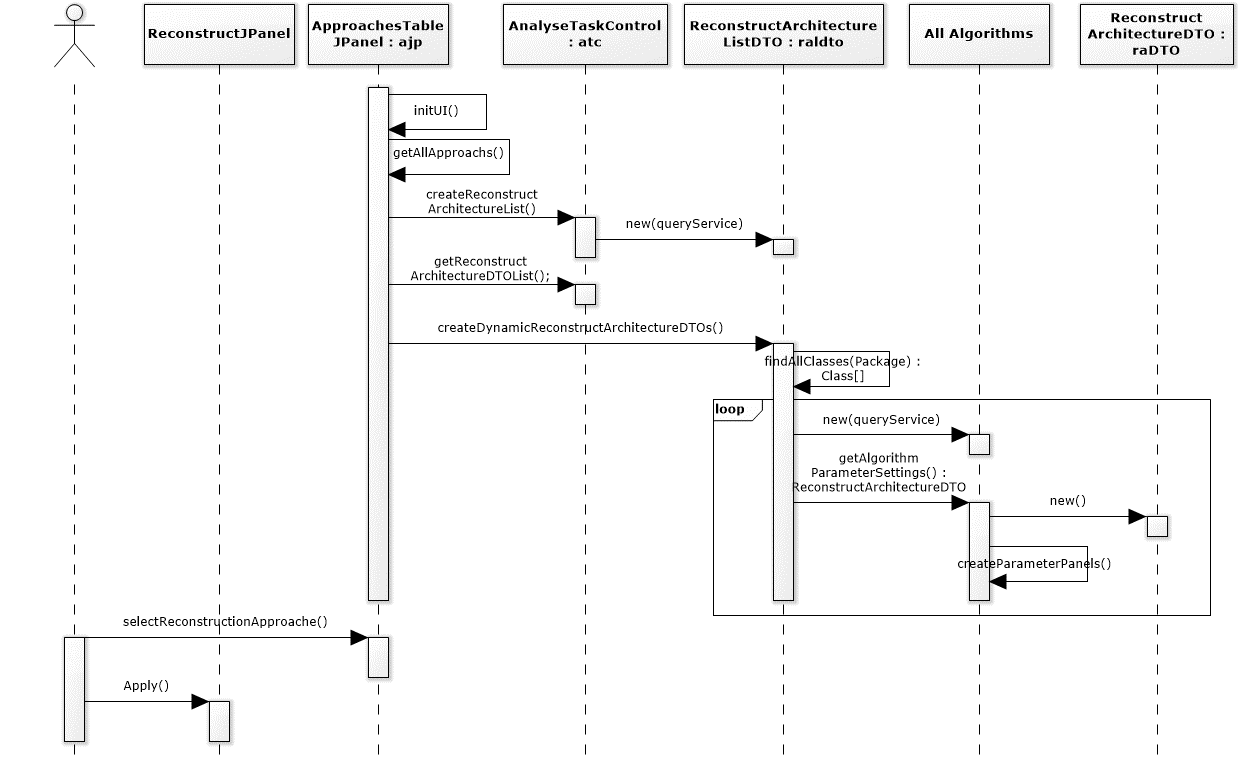 ReconstructJPanel
ApproachesTable
JPanel : ajp
AnalyseTaskControl
: atc
ReconstructArchitecture
ListDTO : raldto
All Algorithms
Reconstruct
ArchitectureDTO :
raDTO
initUI()
getAllApproachs()
createReconstruct
ArchitectureList()
new(queryService)
getReconstruct
ArchitectureDTOList();
createDynamicReconstructArchitectureDTOs()
findAllClasses(Package) :
Class[]
loop
new(queryService)
getAlgorithm
ParameterSettings() :
ReconstructArchitectureDTO
new()
createParameterPanels()
selectReconstructionApproache()
Apply()